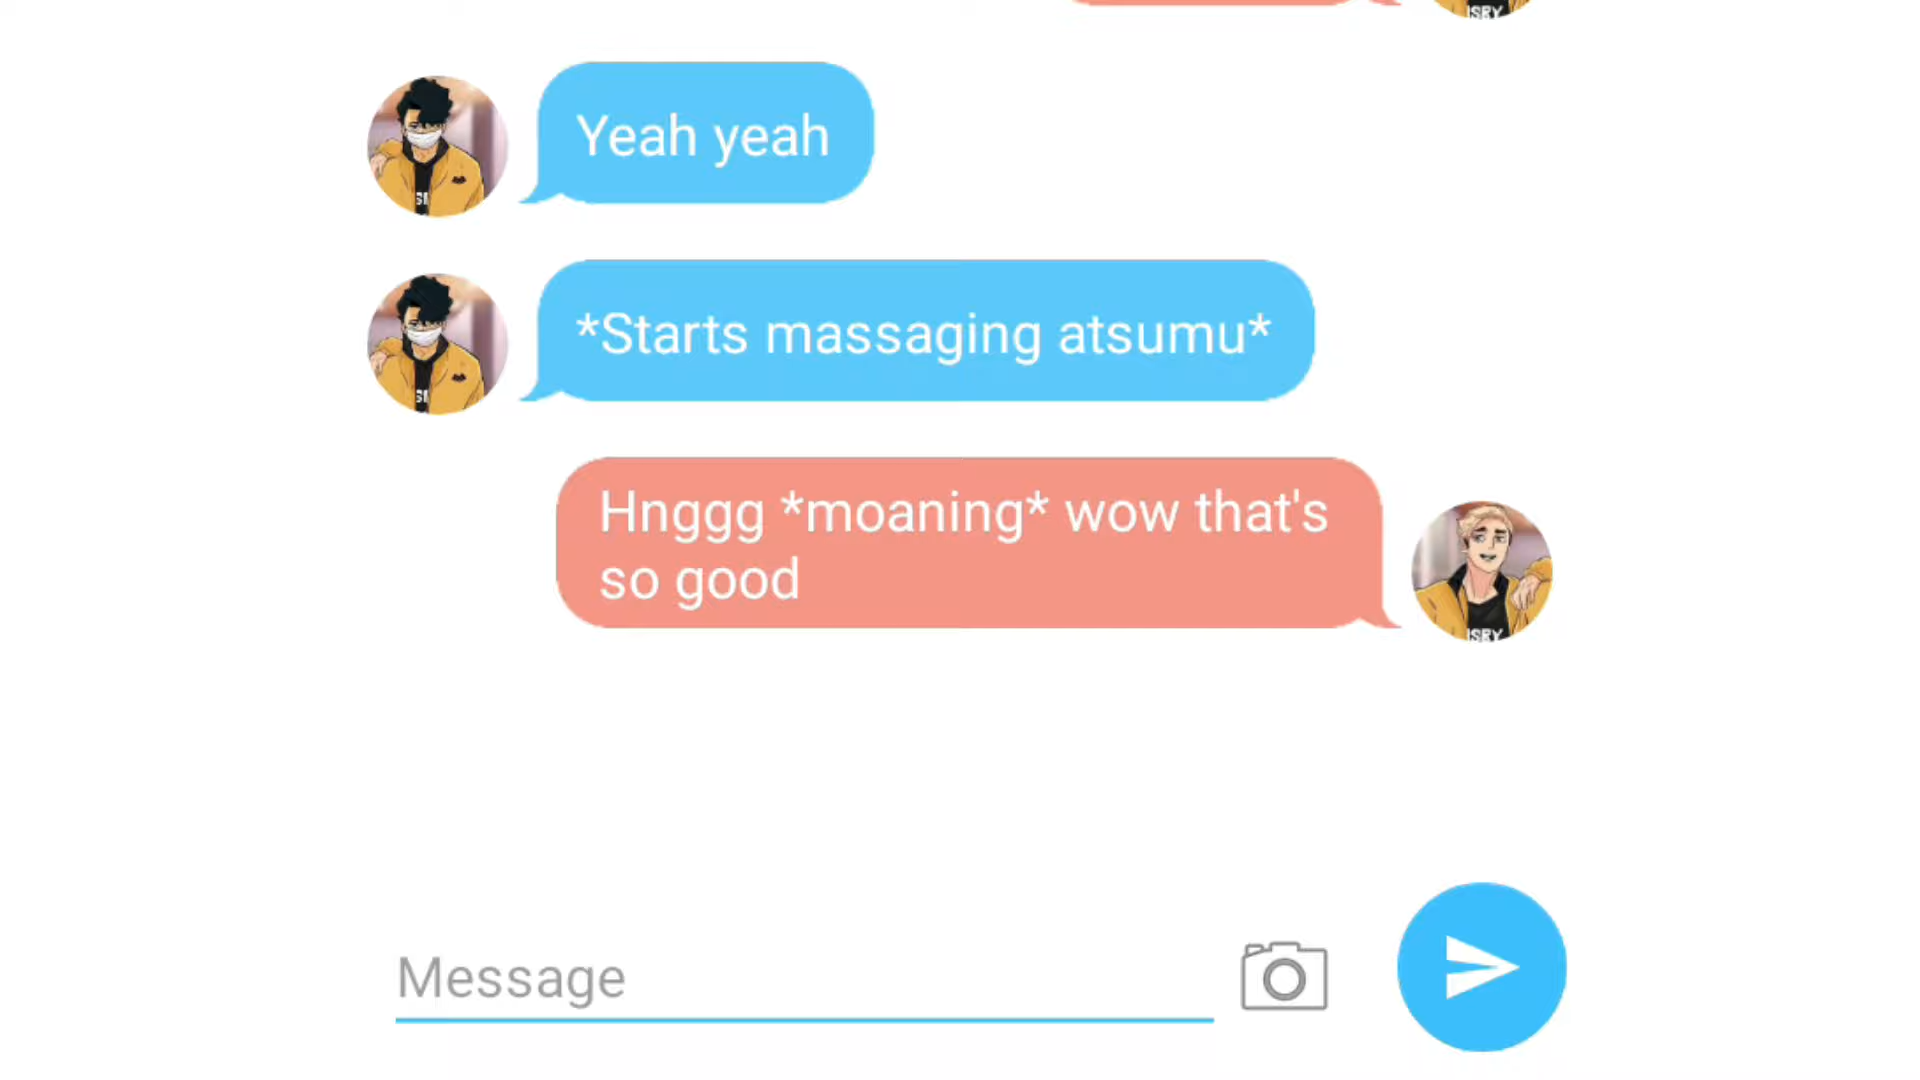 Yeah yeah
*Starts massaging atsumu*
Hnggg *moaning* wow that's
so good
Message